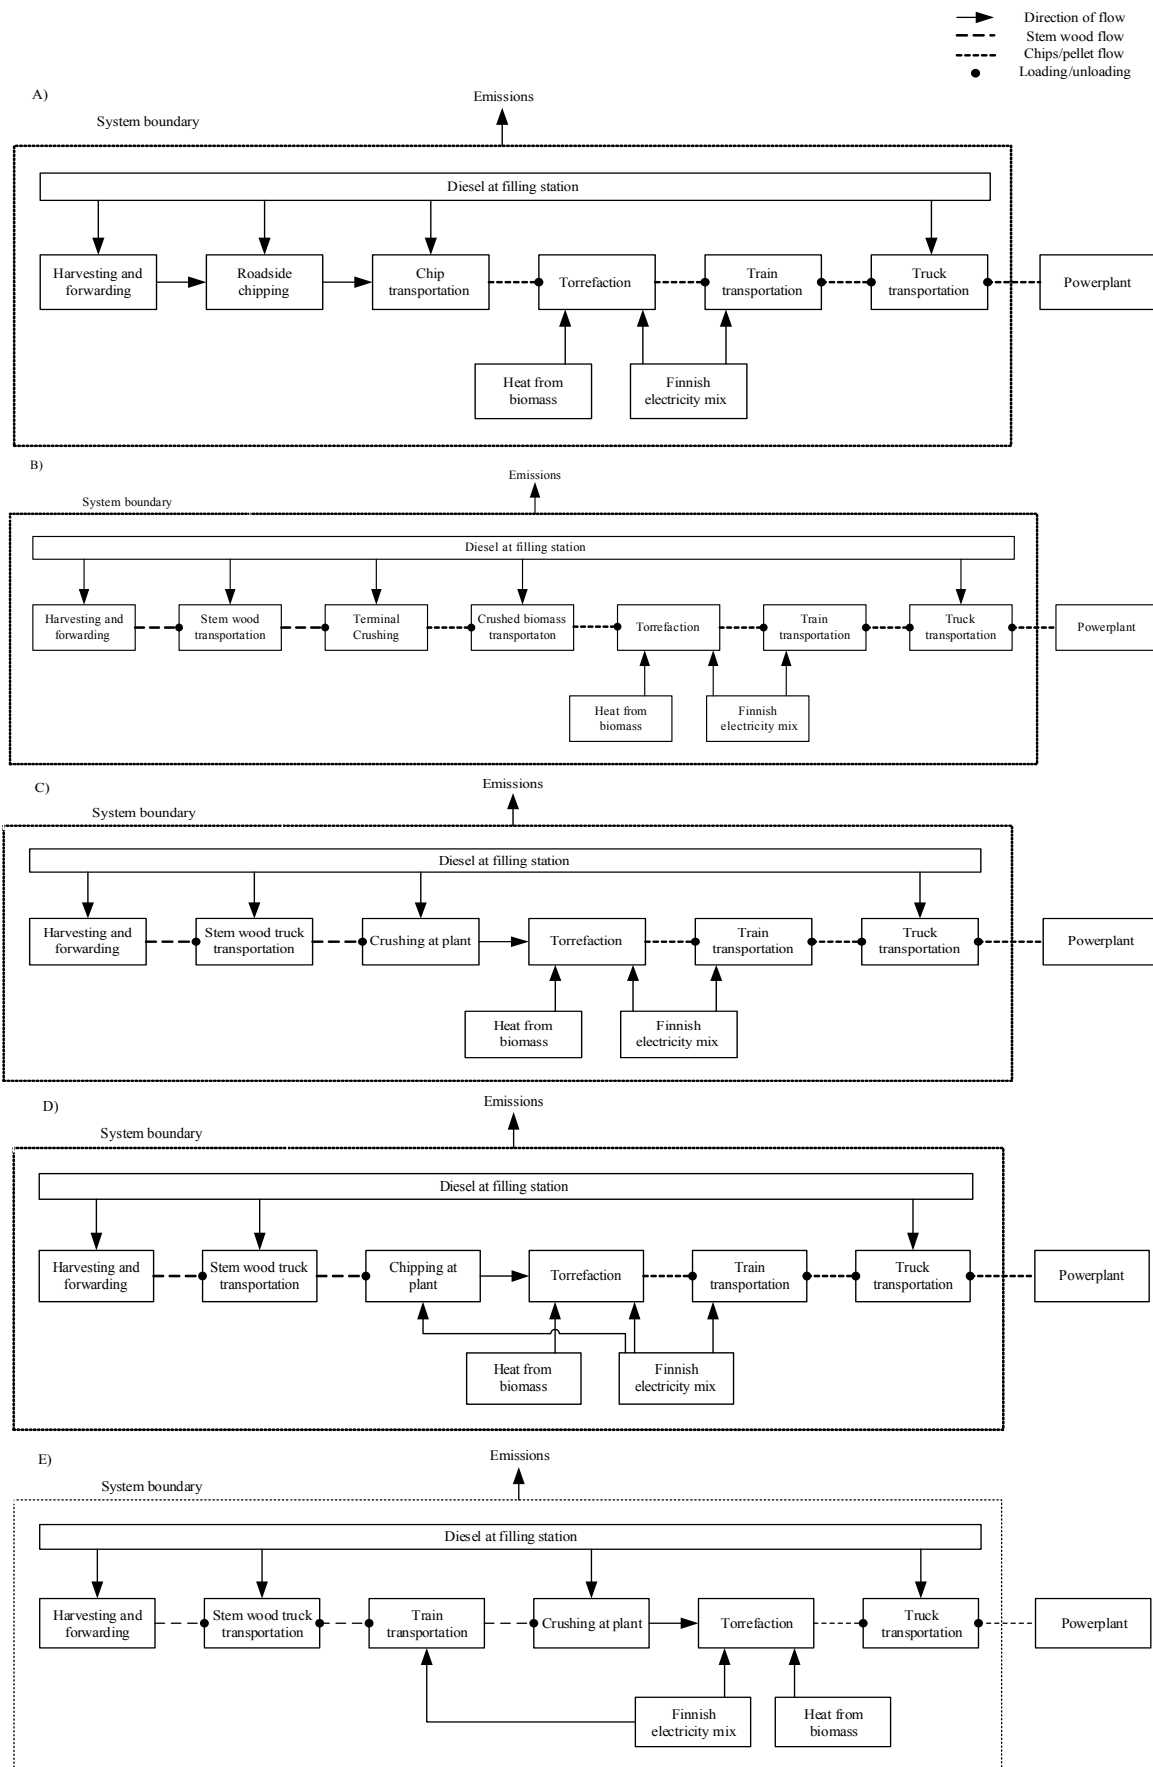 Direction of flow
Stem wood flow
Chips/pellet flow
Loading/unloading
A)
Emissions
System boundary
Diesel at filling station
Harvesting and
forwarding
Roadside
chipping
Chip
transportation
Torrefaction
Train
transportation
Truck
transportation
Powerplant
Heat from
biomass
Finnish
electricity mix
B)
Emissions
System boundary
Diesel at filling station
Harvesting and
forwarding
Stem wood
transportation
Terminal
Crushing
Crushed biomass
transportaton
Torrefaction
Train
transportation
Truck
transportation
Powerplant
Heat from
biomass
Finnish
electricity mix
C)
Emissions
System boundary
Diesel at filling station
Harvesting and
forwarding
Stem wood truck
transportation
Crushing at plant
Torrefaction
Train
transportation
Truck
transportation
Powerplant
Heat from
biomass
Finnish
electricity mix
D)
Emissions
System boundary
Diesel at filling station
Harvesting and
forwarding
Stem wood truck
transportation
Chipping at
plant
Torrefaction
Train
transportation
Truck
transportation
Powerplant
Heat from
biomass
Finnish
electricity mix
E)
Emissions
System boundary
Diesel at filling station
Harvesting and
forwarding
Stem wood truck
transportation
Train
transportation
Crushing at plant
Torrefaction
Truck
transportation
Powerplant
Finnish
electricity mix
Heat from
biomass